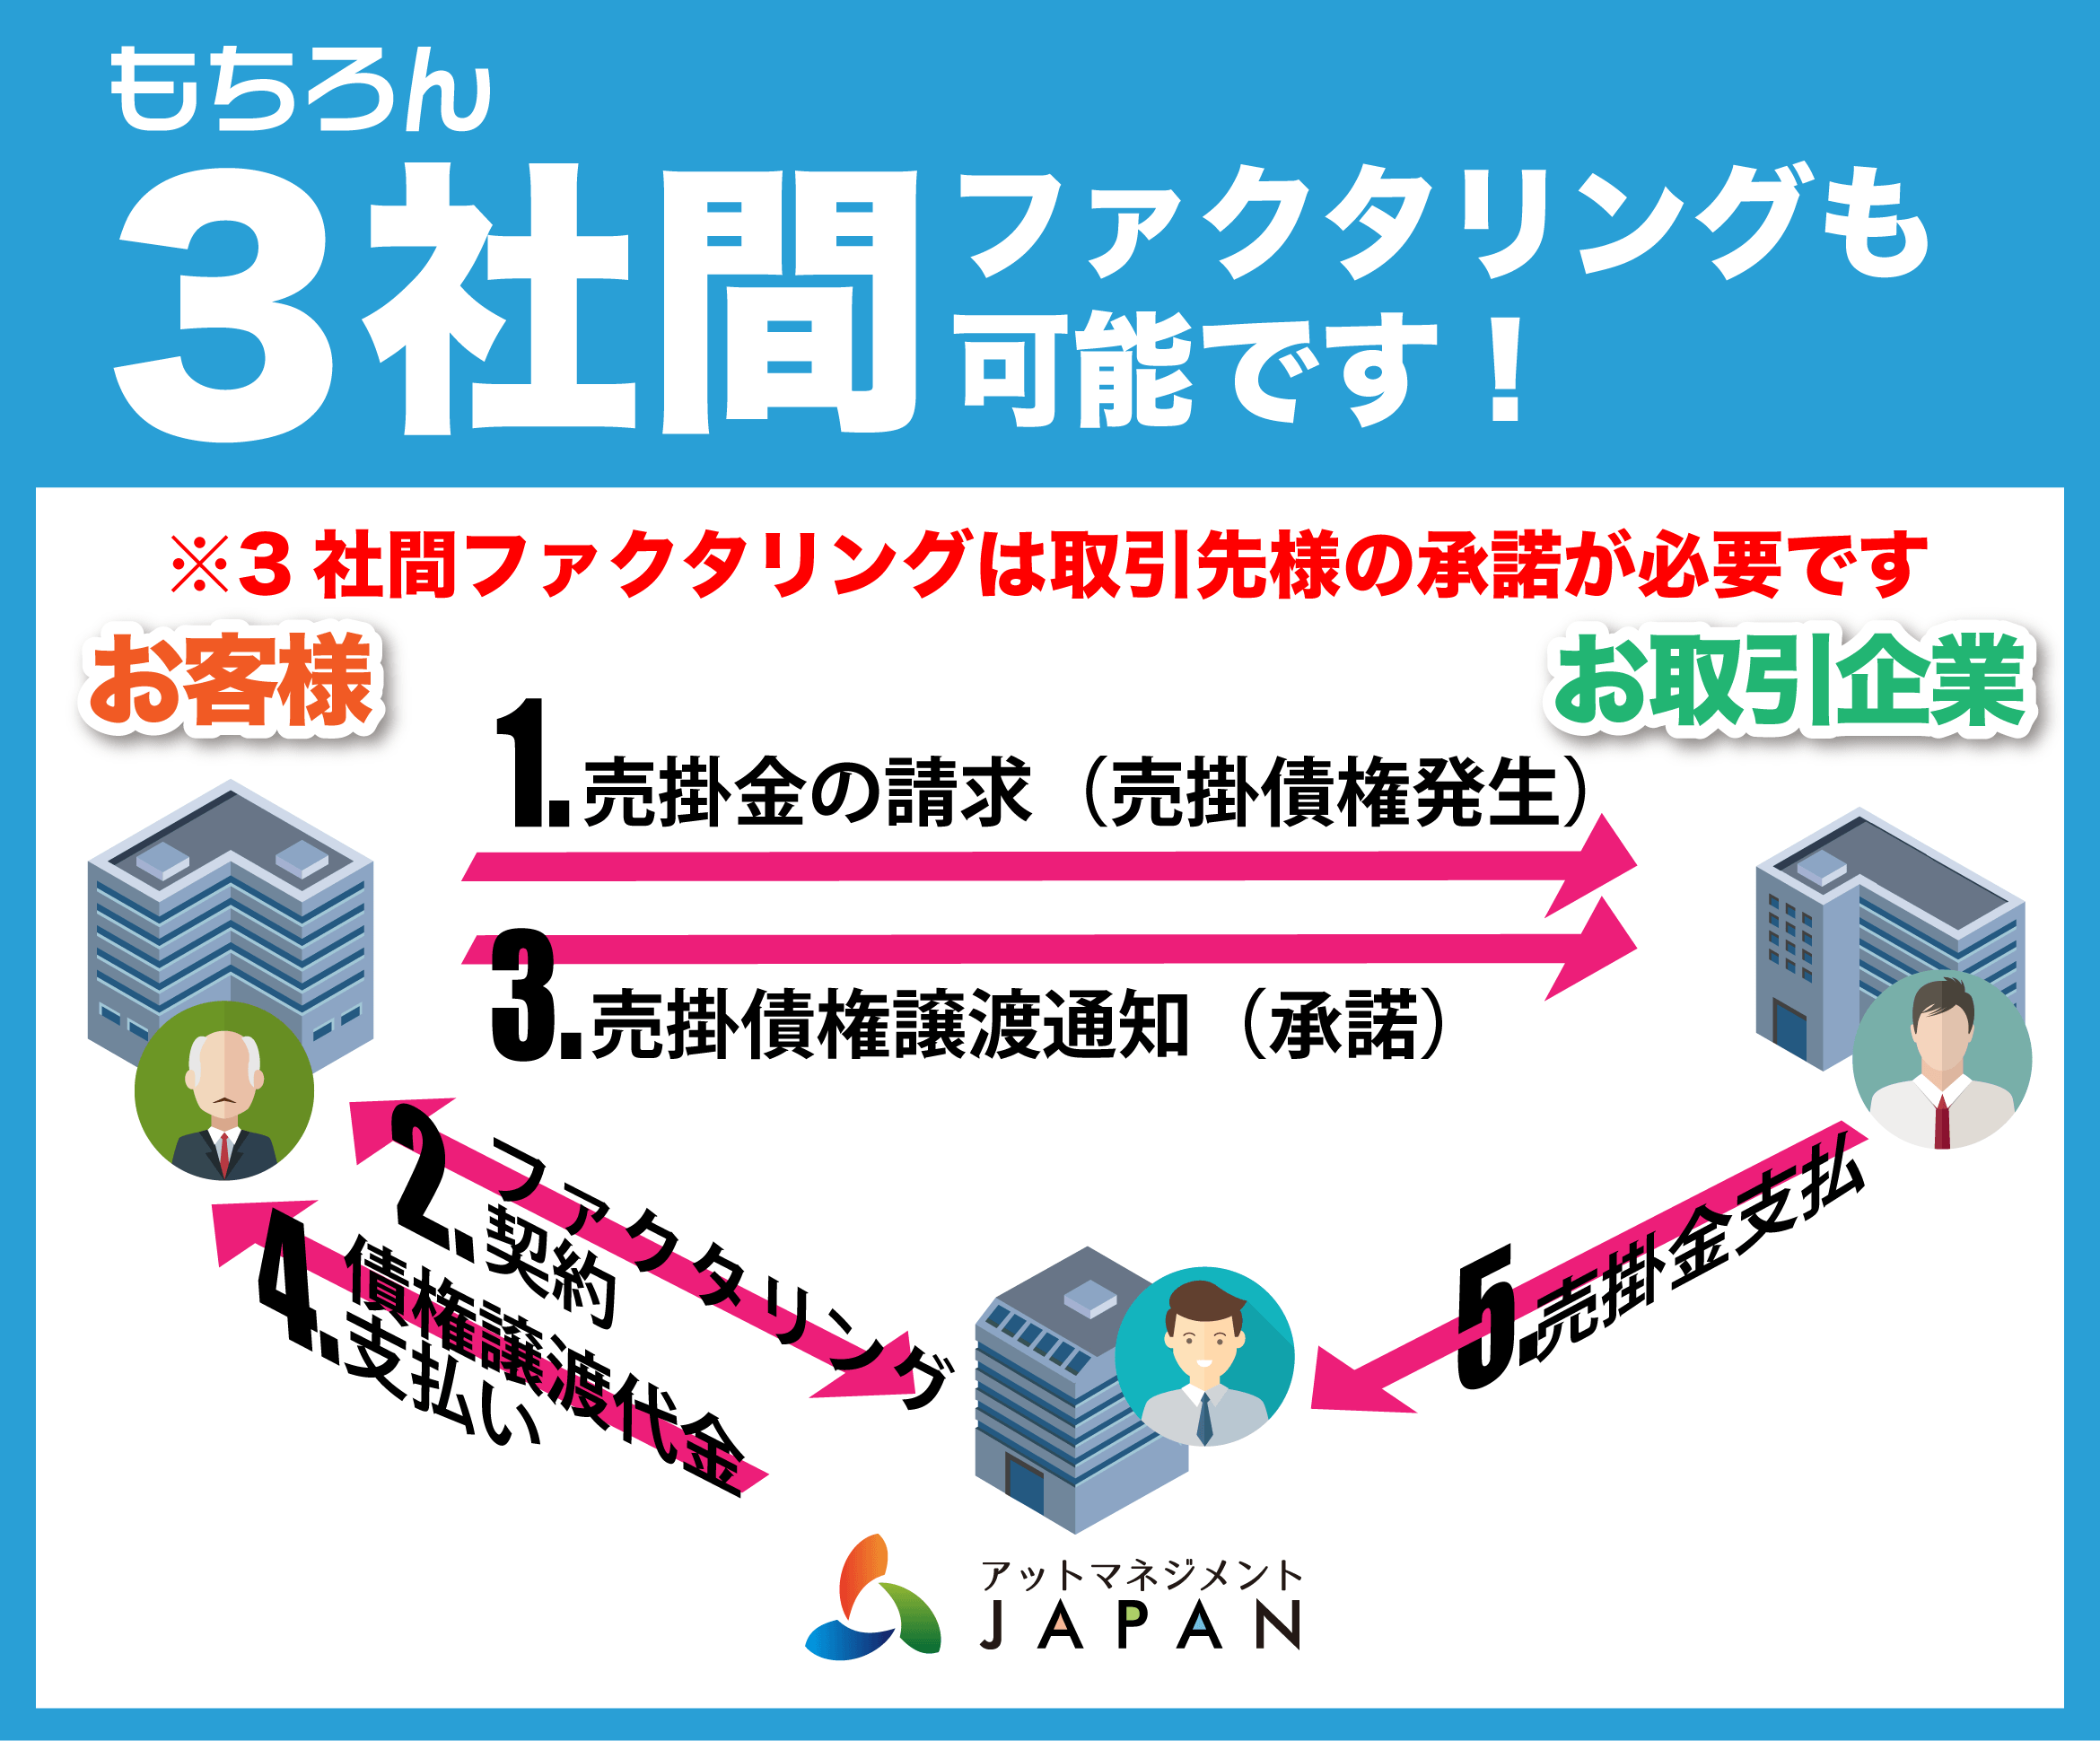 もちろん
3社間ファクタリングも
可能です！
※3 社間ファクタリングは取引先様の承諾が必要です
お客様
お取引企業
1.売掛金の請求（売掛債権発生）
3.売掛債権譲渡通知（承諾）
2.ファクタリング
契約
4.債権譲渡代金
支払い
5.売掛金支払
アットマネジメント
JAPAN